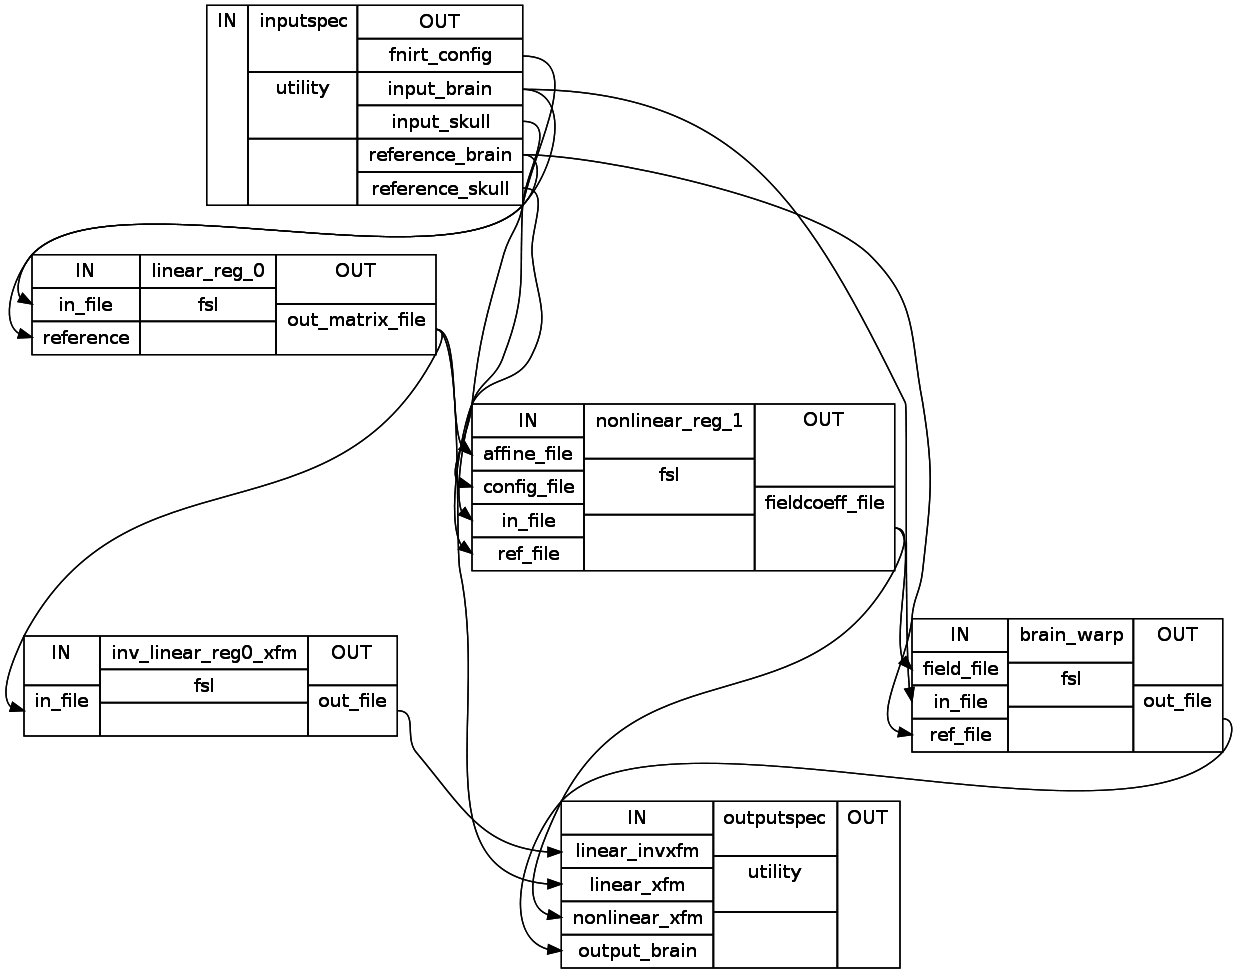 IN inputspec OUT
fnirt_config
utility input_brain
input_skull
reference_brain
reference_skull
IN linear_reg_0 OUT
in_file fsl out_matrix_file
reference
IN nonlinear_reg_1 OUT
affine_file
config_file fsl fieldcoeff_file
in_file
ref_file
IN inv_linear_reg0_xfm OUT
in_file fsl out_file
IN brain_warp OUT
field_file fsl
in_file out_file
ref_file
IN outputspec OUT
linear_invxfm
linear_xfm utility
nonlinear_xfm
output_brain